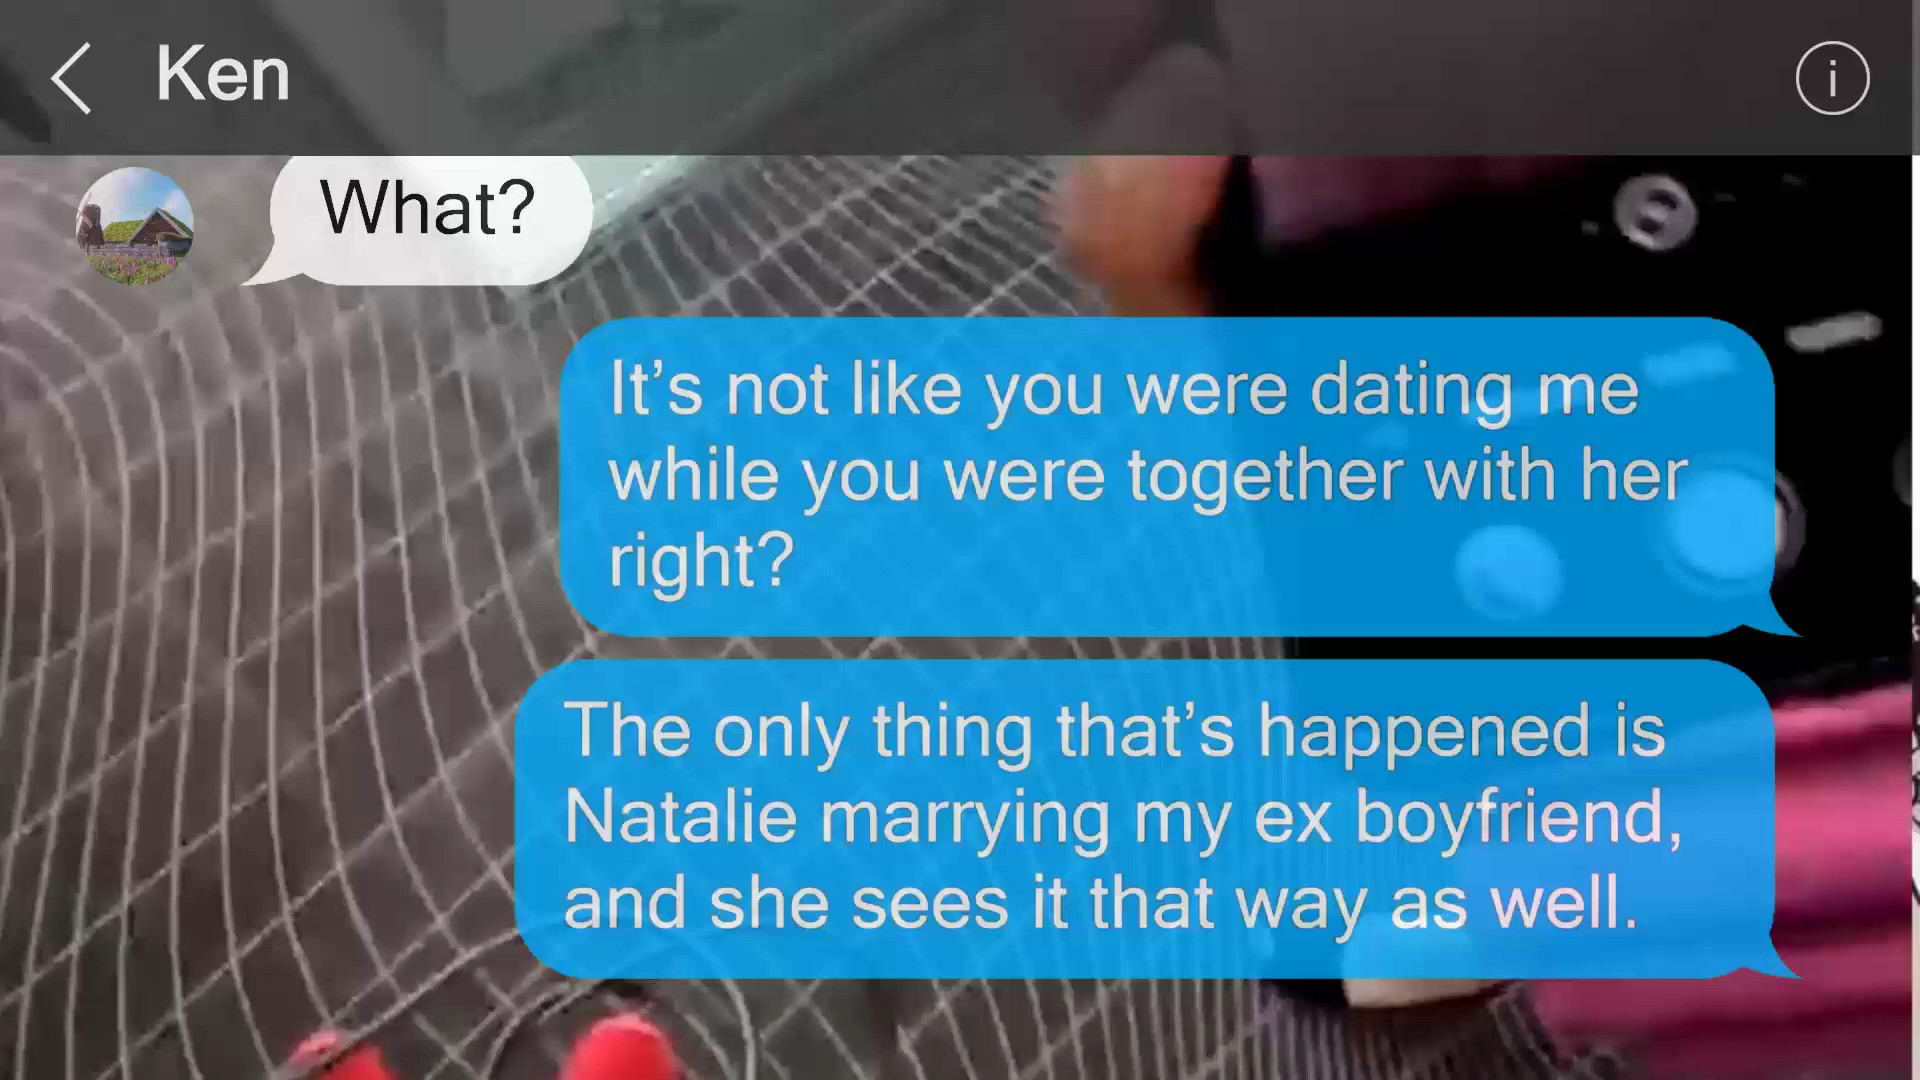 Ken
What?
It’s not like you were dating me
while you were together with her
right?
The only thing that’s happened is
Natalie marrying my ex boyfriend,
and she sees it that way as well.